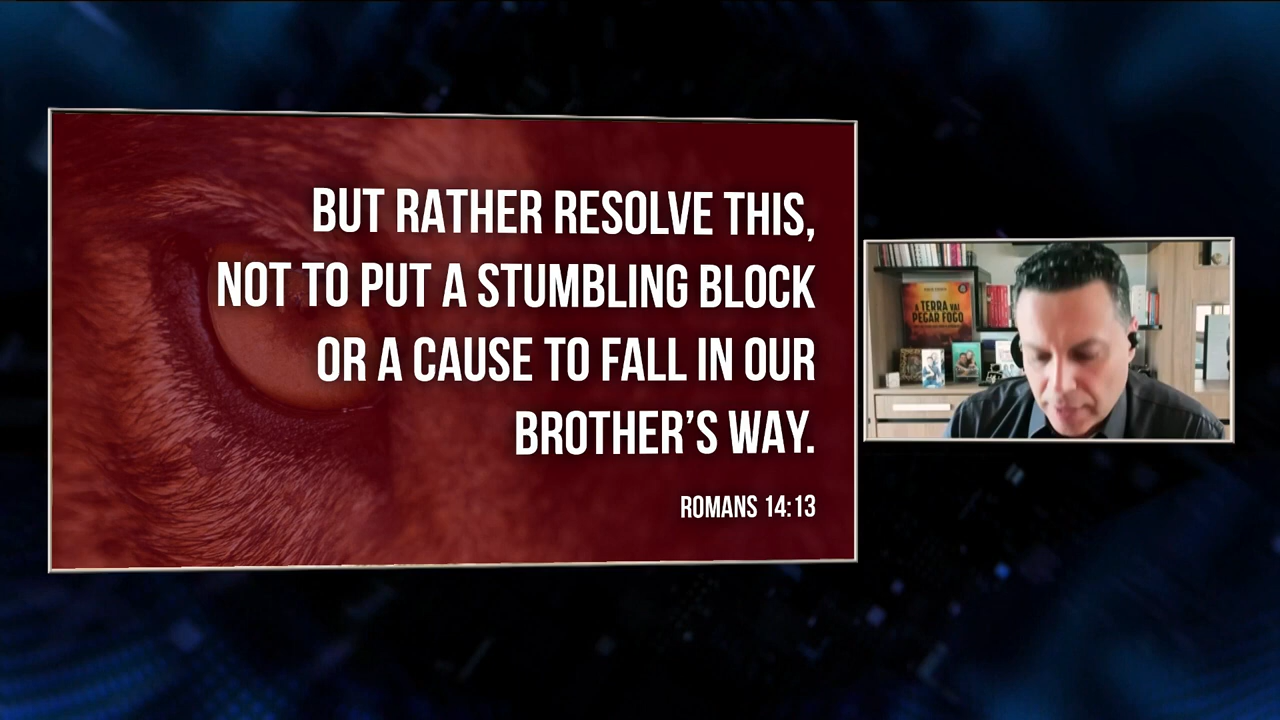 BUT RATHER RESOLVE THIS,
NOT TO PUT A STUMBLING BLOCK
OR A CAUSE TO FALL IN OUR
BROTHER’S WAY.
ROMANS 14:13
A TERRA VAI
PEGAR FOGO